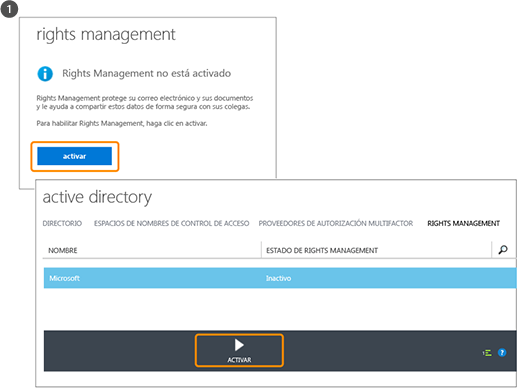 1
rights management
Rights Management no está activado
Rights Management protege su correo electrónico y sus documentos
y le ayuda a compartir estos datos de forma segura con sus colegas.
Para habilitar Rights Management, haga clic en activar.
activar
active directory
DIRECTORIO ESPACIOS DE NOMBRES DE CONTROL DE ACCESO PROVEEDORES DE AUTORIZACIÓN MULTIFACTOR RIGHTS MANAGEMENT
NOMBRE ESTADO DE RIGHTS MANAGEMENT
Microsoft Inactivo
ACTIVAR